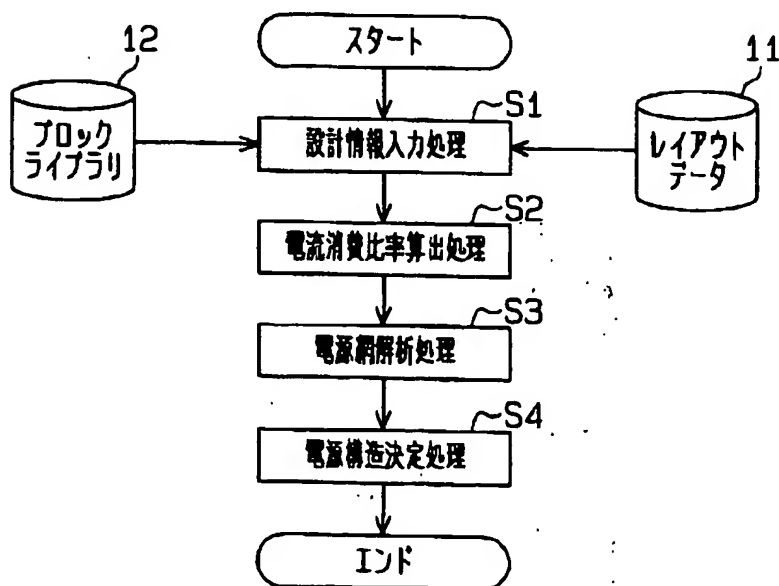 スタート
12
ブロック
ライブラリ
S1
設計情報入力処理
11
レイアウト
データ
S2
電流消費比率算出処理
S3
電源網解析処理
S4
電源構造決定処理
エンド